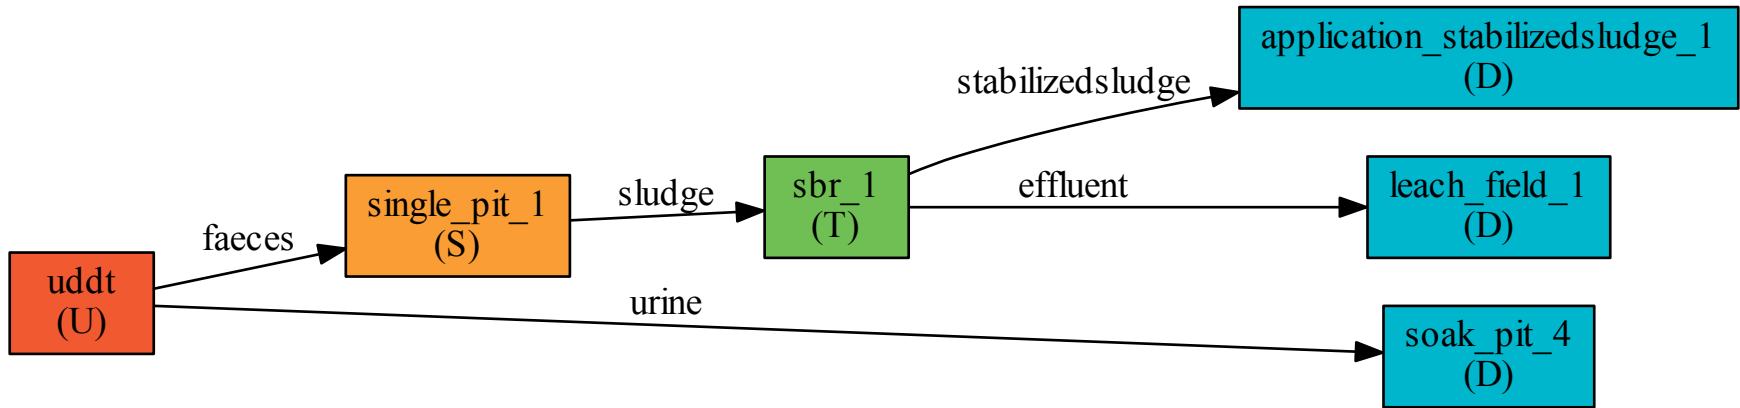 uddt
(U)
faeces
urine
single_pit_1
(S)
sludge
sbr_1
(T)
stabilizedsludge
effluent
application_stabilizedsludge_1
(D)
leach_field_1
(D)
soak_pit_4
(D)